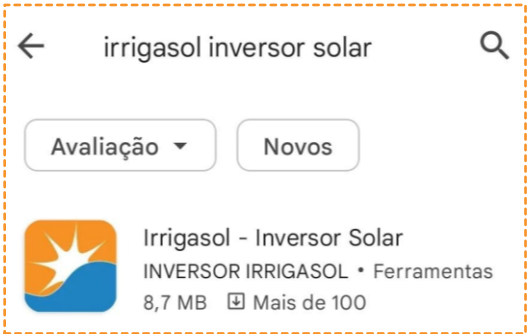 irrigasol inversor solar
Avaliação Novos
Irrigasol - Inversor Solar
INVERSOR IRRIGASOL • Ferramentas
8,7 MB Mais de 100